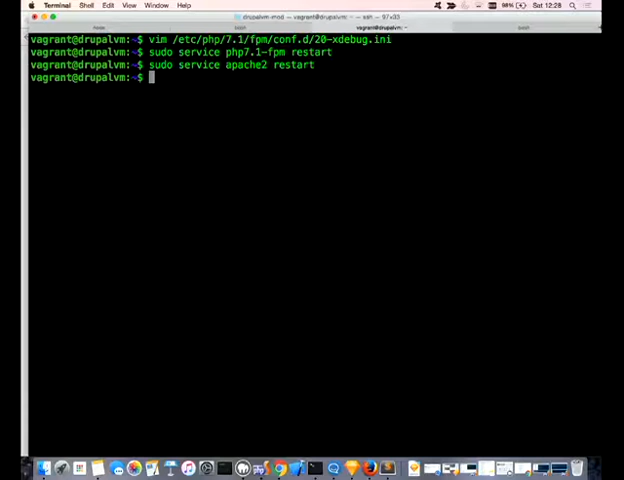 Terminal Shell Edit View Window Help
98% Sat 12:28
drupalvm-mod — vagrant@drupalvm: ~ — ssh — 97×33
vagrant@drupalvm: ~
vagrant@drupalvm:~$ vim /etc/php/7.1/fpm/conf.d/20-xdebug.ini
vagrant@drupalvm:~$ sudo service php7.1-fpm restart
vagrant@drupalvm:~$ sudo service apache2 restart
vagrant@drupalvm:~$